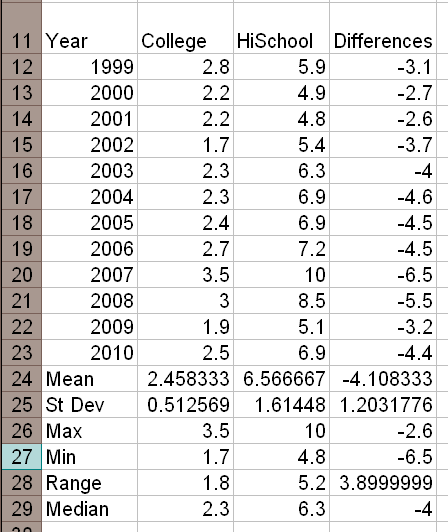 11 Year College HiSchool Differences
12 1999 2.8 5.9 -3.1
13 2000 2.2 4.9 -2.7
14 2001 2.2 4.8 -2.6
15 2002 1.7 5.4 -3.7
16 2003 2.3 6.3 -4
17 2004 2.3 6.9 -4.6
18 2005 2.4 6.9 -4.5
19 2006 2.7 7.2 -4.5
20 2007 3.5 10 -6.5
21 2008 3 8.5 -5.5
22 2009 1.9 5.1 -3.2
23 2010 2.5 6.9 -4.4
24 Mean 2.458333 6.566667 -4.108333
25 St Dev 0.512569 1.61448 1.2031776
26 Max 3.5 10 -2.6
27 Min 1.7 4.8 -6.5
28 Range 1.8 5.2 3.8999999
29 Median 2.3 6.3 -4